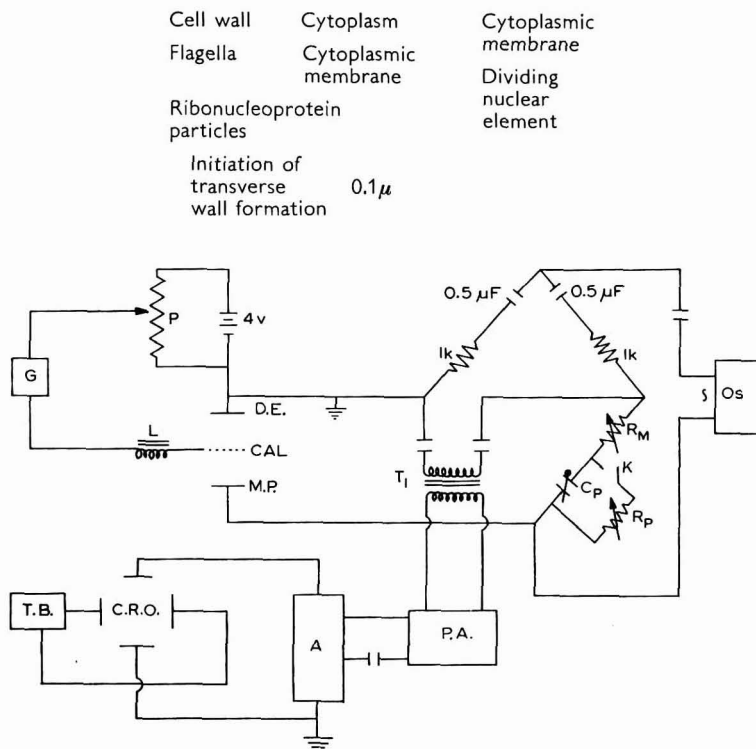 Cell wall Cytoplasm Cytoplasmic
membrane
Flagella Cytoplasmic
membrane
Dividing
nuclear
element
Ribonucleoprotein
particles
Initiation of
transverse
wall formation 0.1μ
0.5 μF 0.5 μF
P 4v
1k 1k
G
S Os
D.E.
L
CAL
R_M
K
M.P.
T_1
C_P
R_P
T.B. C.R.O.
A
P.A.